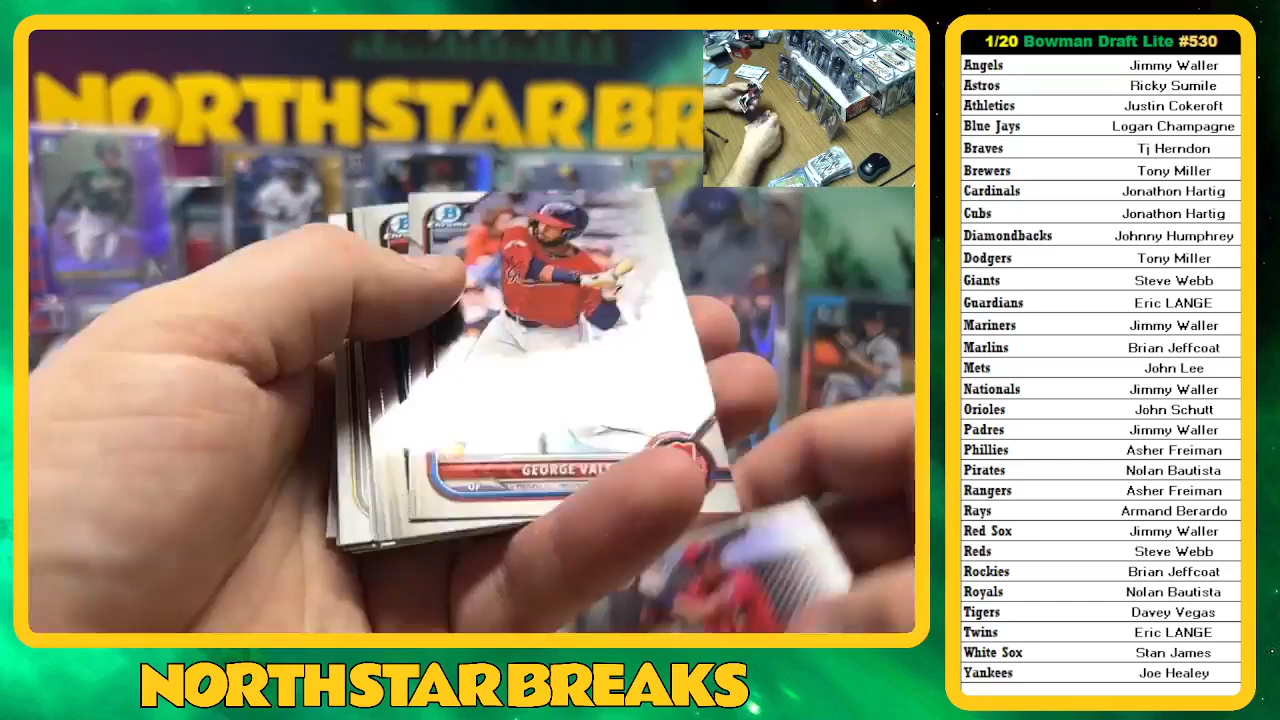 NORTHSTAR BR
GEORGE VAL
OF
NORTHSTAR BREAKS
1/20 Bowman Draft Lite #530
Angels Jimmy Waller
Astros Ricky Sumile
Athletics Justin Cokeroft
Blue Jays Logan Champagne
Braves Tj Herndon
Brewers Tony Miller
Cardinals Jonathon Hartig
Cubs Jonathon Hartig
Diamondbacks Johnny Humphrey
Dodgers Tony Miller
Giants Steve Webb
Guardians Eric LANGE
Mariners Jimmy Waller
Marlins Brian Jeffcoat
Mets John Lee
Nationals Jimmy Waller
Orioles John Schutt
Padres Jimmy Waller
Phillies Asher Freiman
Pirates Nolan Bautista
Rangers Asher Freiman
Rays Armand Berardo
Red Sox Jimmy Waller
Reds Steve Webb
Rockies Brian Jeffcoat
Royals Nolan Bautista
Tigers Davey Vegas
Twins Eric LANGE
White Sox Stan James
Yankees Joe Healey